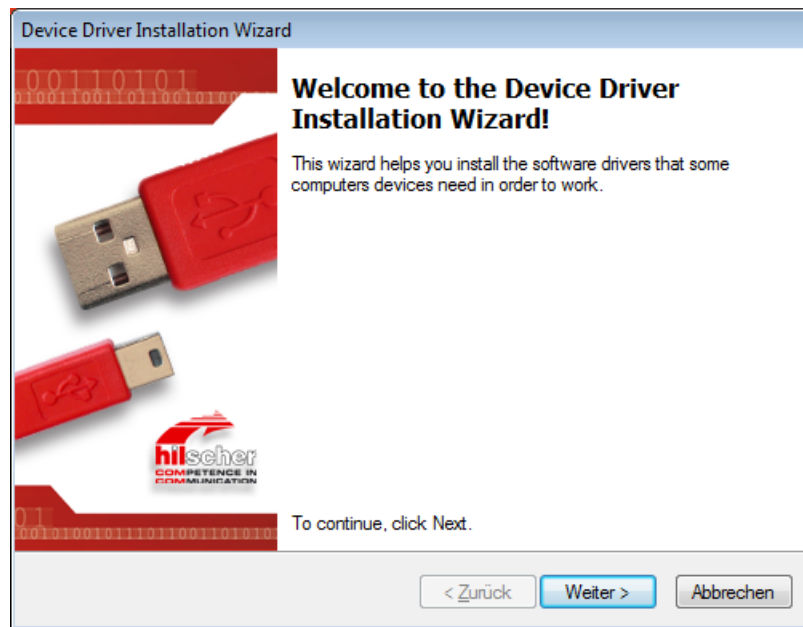 Device Driver Installation Wizard
Welcome to the Device Driver
Installation Wizard!
This wizard helps you install the software drivers that some
computers devices need in order to work.
hilscher
COMPETENCE IN
COMMUNICATION
To continue, click Next.
< Zurück
Weiter >
Abbrechen